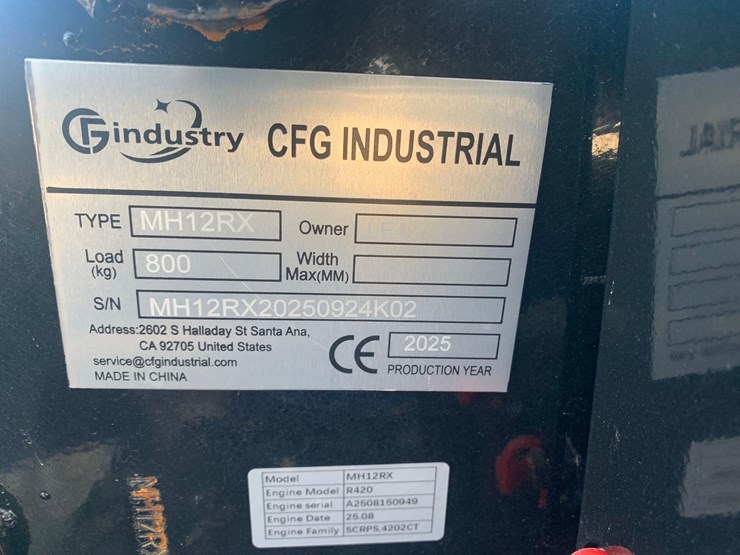 Gindustry CFG INDUSTRIAL
TYPE MH12RX Owner
Load (kg) 800 Width Max(MM)
S/N MH12RX20250924K02
Address:2602 S Halladay St Santa Ana,
CA 92705 United States
service@cfgindustrial.com
MADE IN CHINA
CE 2025
PRODUCTION YEAR
Model MH12RX
Engine Model R420
Engine serial A2508150949
Engine Date 25.08
Engine Family SCRPS.4202CT
MH12RX